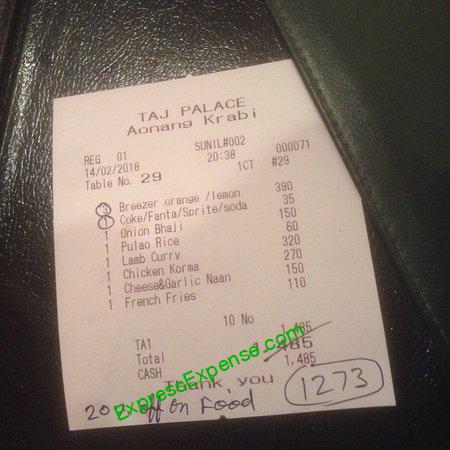 TAJ PALACE
Aonang Krabi
REG 01 SUNIL#002 000071
14/02/2018 20:38
Table No. 29 1CT #29
3 Breezer orange /lemon 390
1 Coke/Fanta/Sprite/soda 35
1 Onion Bhaji 150
1 Pulao Rice 60
1 Lamb Curry 320
1 Chicken Korma 270
1 Cheese&Garlic Naan 150
1 French Fries 110
10 No
TA1 1,485
Total 1,485
CASH 1,485
ExpressExpense.com
Thank you
1273
20 % off on Food